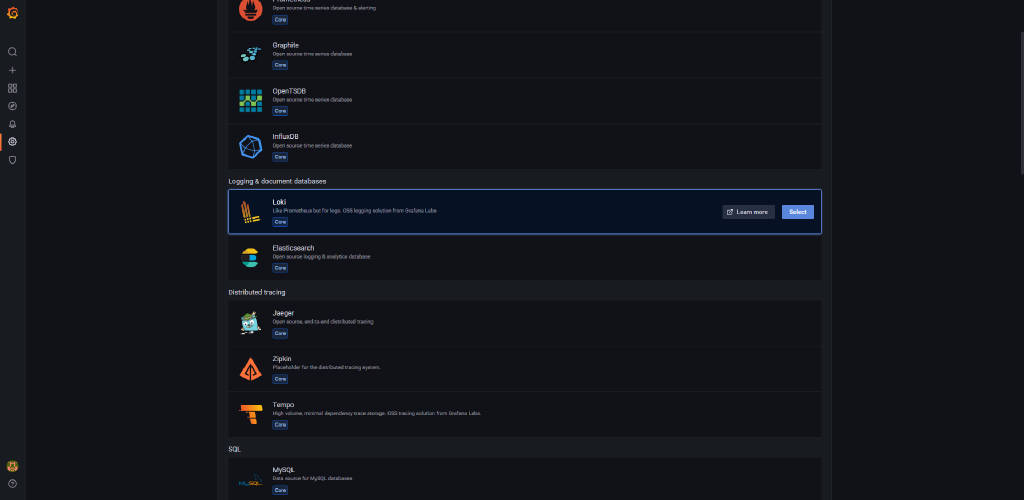 Prometheus
Open source time series database & alerting
Core
Graphite
Open source time series database
Core
OpenTSDB
Open source time series database
Core
InfluxDB
Open source time series database
Core
Logging & document databases
Loki
Like Prometheus but for logs. OSS logging solution from Grafana Labs
Core
Learn more
Select
Elasticsearch
Open source logging & analytics database
Core
Distributed tracing
Jaeger
Open source, end-to-end distributed tracing
Core
Zipkin
Placeholder for the distributed tracing system.
Core
Tempo
High volume, minimal dependency trace storage. OSS tracing solution from Grafana Labs.
Core
SQL
MySQL
MySQL
Data source for MySQL databases
Core